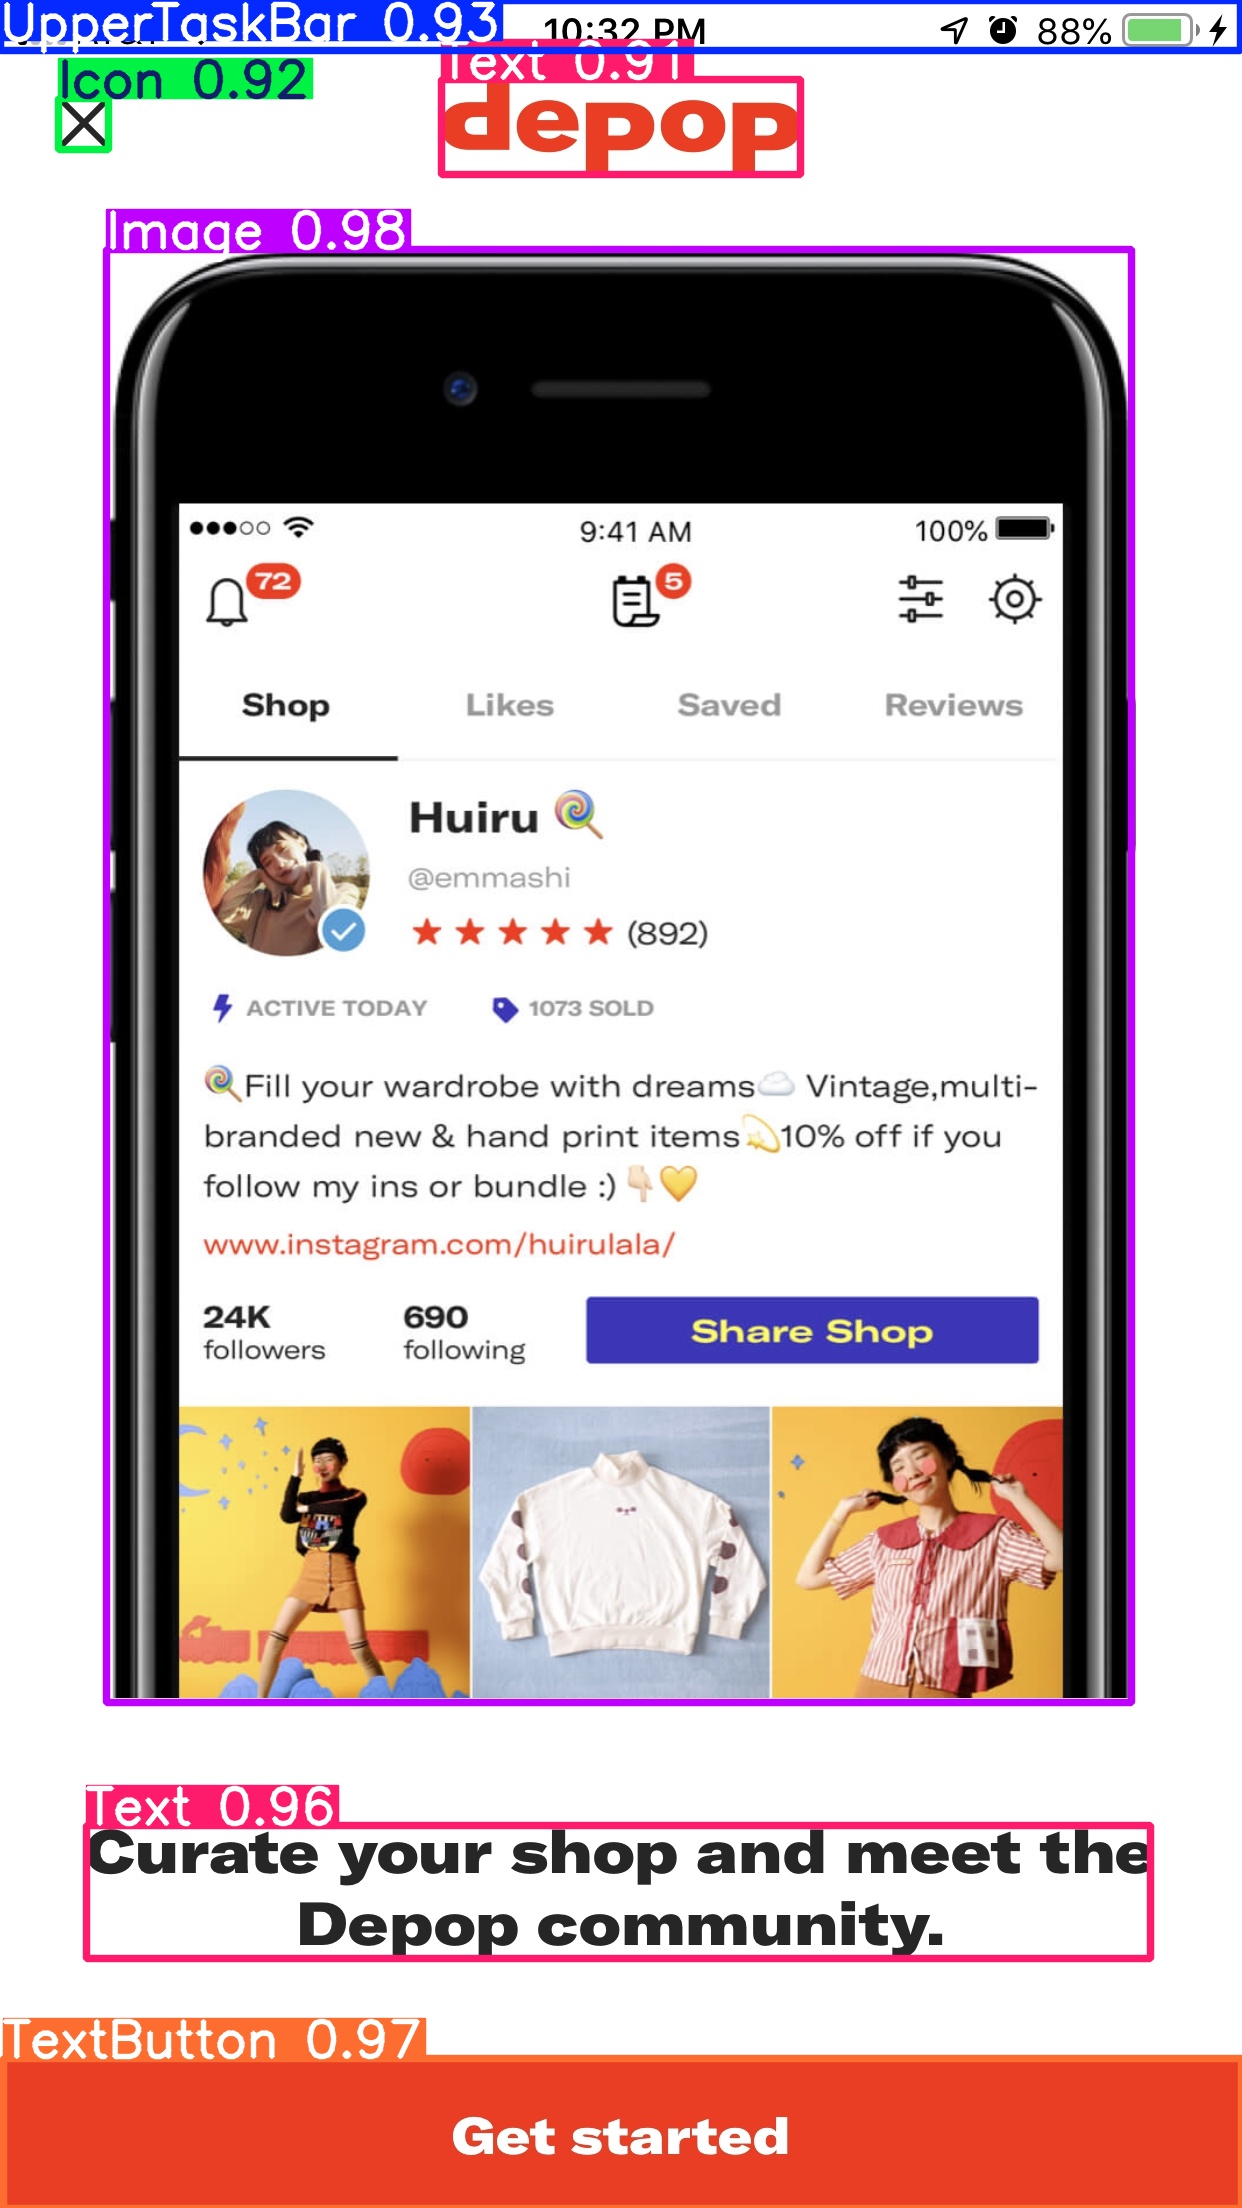 UpperTaskBar 0.93
10:32 PM
88%
Icon 0.92
Text 0.91
depop
Image 0.98
9:41 AM
100%
72
5
Shop
Likes
Saved
Reviews
Huiru 🍭
@emmashi
★★★★★ (892)
ACTIVE TODAY
1073 SOLD
🍭Fill your wardrobe with dreams☁️ Vintage,multi-
branded new & hand print items💫10% off if you
follow my ins or bundle :)👇🏻💛
www.instagram.com/huirulala/
24K
followers
690
following
Share Shop
Text 0.96
Curate your shop and meet the
Depop community.
TextButton 0.97
Get started